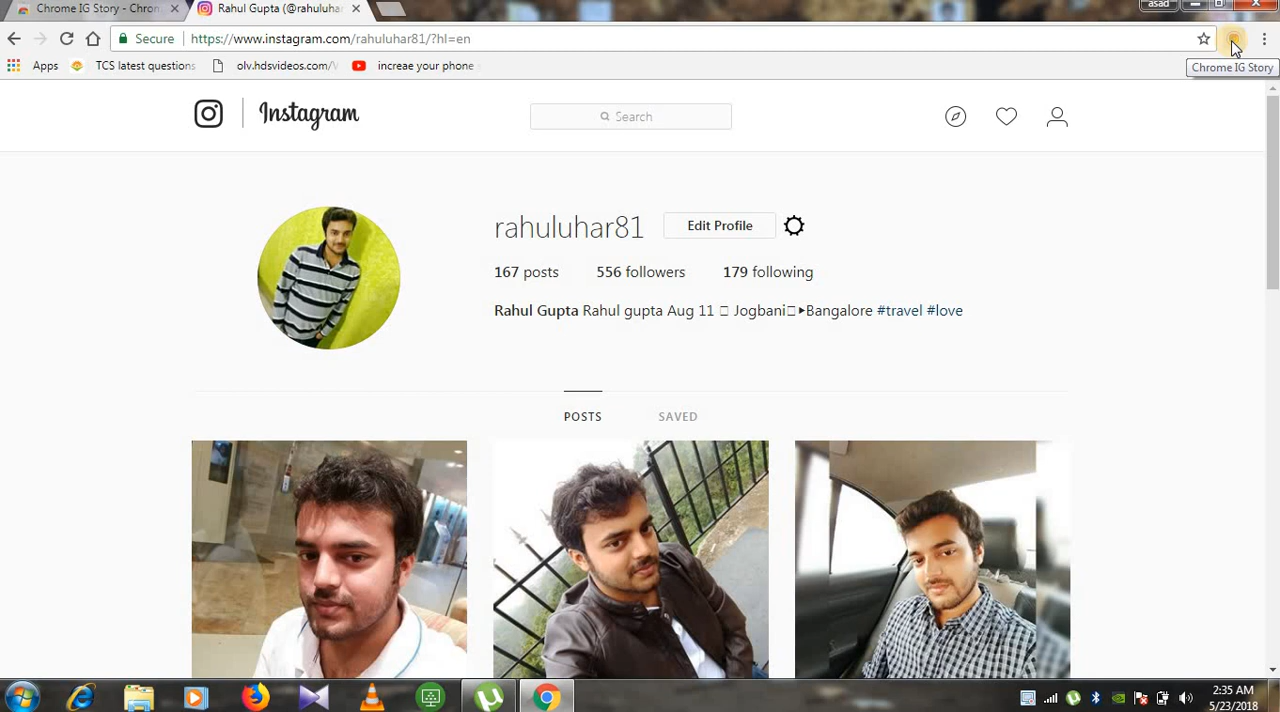 Chrome IG Story - Chrom
Rahul Gupta (@rahuluhar
asad
Secure
https://www.instagram.com/rahuluhar81/?hl=en
Apps
TCS latest questions
olv.hdsvideos.com/V
increae your phone s
Chrome IG Story
Instagram
Search
rahuluhar81
Edit Profile
167 posts
556 followers
179 following
Rahul Gupta Rahul gupta Aug 11 Jogbani Bangalore #travel #love
POSTS
SAVED
2:35 AM
5/23/2018